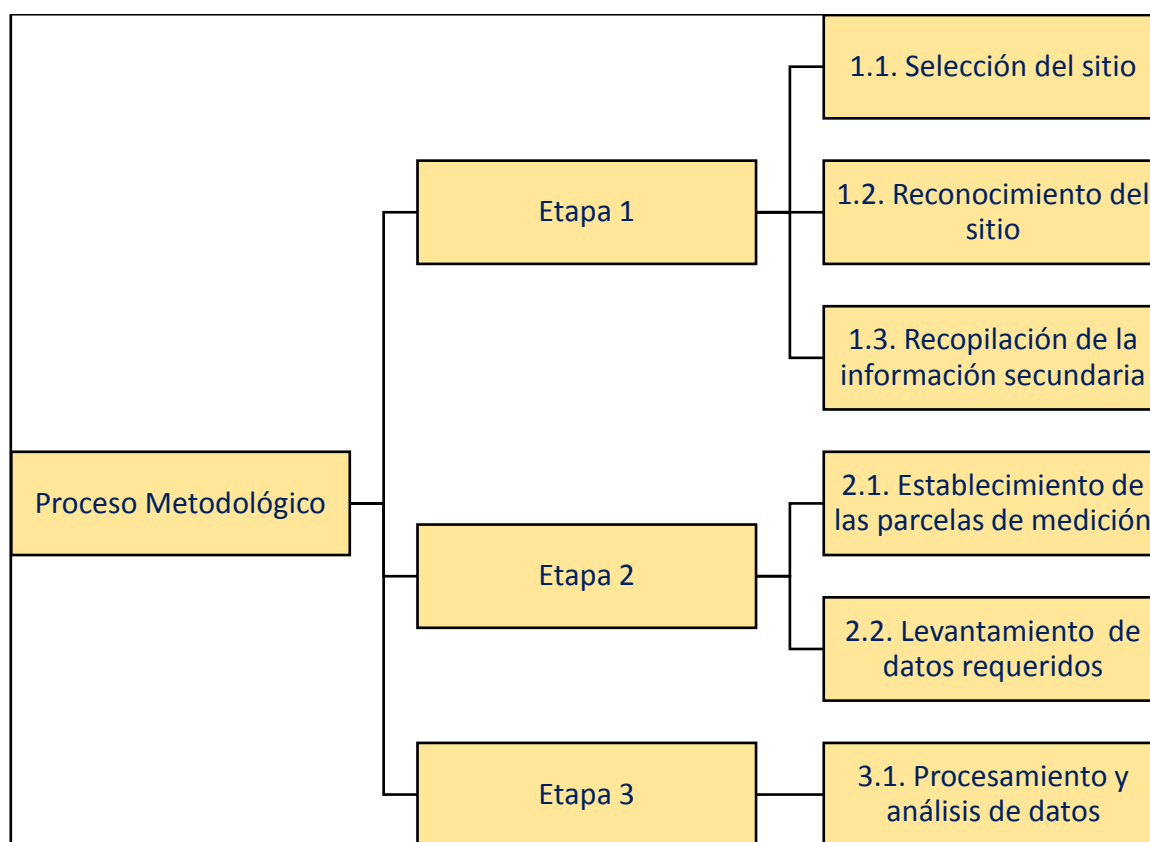 Proceso Metodológico
Etapa 1
1.1. Selección del sitio
1.2. Reconocimiento del
sitio
1.3. Recopilación de la
información secundaria
Etapa 2
2.1. Establecimiento de
las parcelas de medición
2.2. Levantamiento de
datos requeridos
Etapa 3
3.1. Procesamiento y
análisis de datos